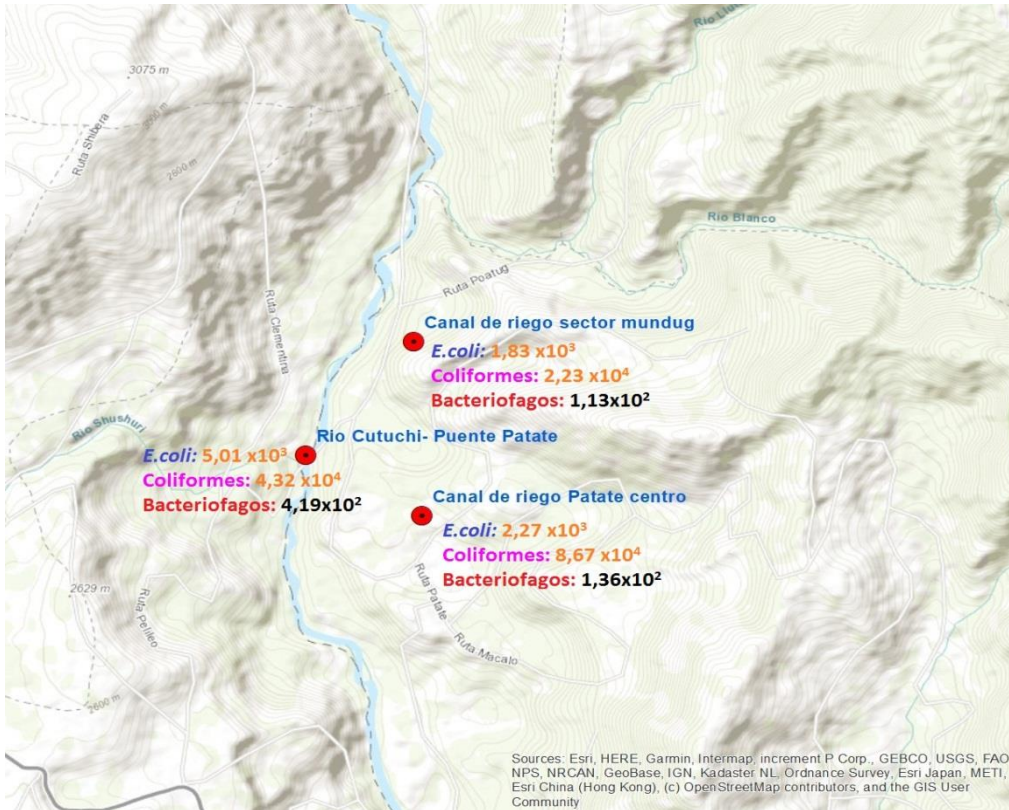 Rio Llu
3075 m
3000 m
Ruta Shibera
2600 m
Rio Blanco
Ruta Poatug
Ruta Clementina
Canal de riego sector mundug
E.coli: 1,83 x10³
Coliformes: 2,23 x10⁴
Bacteriofagos: 1,13x10²
Rio Shushuri
Rio Cutuchi- Puente Patate
E.coli: 5,01 x10³
Coliformes: 4,32 x10⁴
Bacteriofagos: 4,19x10²
Canal de riego Patate centro
E.coli: 2,27 x10³
Coliformes: 8,67 x10⁴
Bacteriofagos: 1,36x10²
2629 m
Ruta Pelileo
Ruta Patate
Ruta Macalo
2600 m
Sources: Esri, HERE, Garmin, Intermap, increment P Corp., GEBCO, USGS, FAO,
NPS, NRCAN, GeoBase, IGN, Kadaster NL, Ordnance Survey, Esri Japan, METI,
Esri China (Hong Kong), (c) OpenStreetMap contributors, and the GIS User
Community